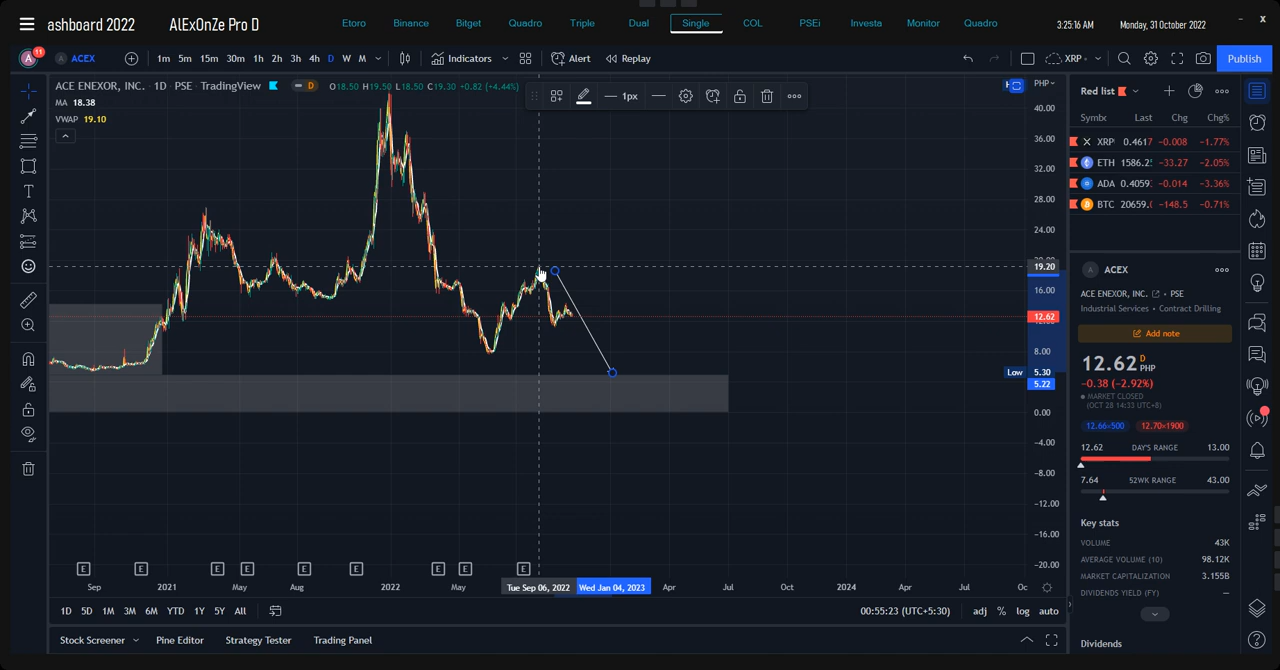 ashboard 2022 AlExOnZe Pro D Etoro Binance Bitget Quadro Triple Dual Single COL PSEi Investa Monitor Quadro 3:25:16 AM Monday, 31 October 2022 – X
A 11 A ACEX 1m 5m 15m 30m 1h 2h 3h 4h D W M Indicators Alert Replay XRP Publish
ACE ENEXOR, INC. · 1D · PSE TradingView D O18.50 H19.50 L18.50 C19.30 +0.82 (+4.44%)
MA 18.38
VWAP 19.10
1px
PHP
40.00
36.00
32.00
28.00
24.00
19.20
16.00
12.62
8.00
Low 5.30
5.22
0.00
−4.00
−8.00
−12.00
−16.00
−20.00
E E E E E E E E E
Sep 2021 May Aug 2022 May Tue Sep 06, 2022 Wed Jan 04, 2023 Apr Jul Oct 2024 Apr Jul Oc
1D 5D 1M 3M 6M YTD 1Y 5Y All 00:55:23 (UTC+5:30) adj % log auto
Stock Screener Pine Editor Strategy Tester Trading Panel
Red list
Symbx Last Chg Chg%
XRP 0.4617 −0.008 −1.77%
ETH 1586.2 −33.27 −2.05%
ADA 0.4059 −0.014 −3.36%
BTC 20659. −148.5 −0.71%
A ACEX
ACE ENEXOR, INC. • PSE
Industrial Services • Contract Drilling
Add note
12.62 D PHP
−0.38 (−2.92%)
MARKET CLOSED
(OCT 28 14:33 UTC+8)
12.66×500 12.70×1900
12.62 DAY'S RANGE 13.00
7.64 52WK RANGE 43.00
Key stats
VOLUME 43K
AVERAGE VOLUME (10) 98.12K
MARKET CAPITALIZATION 3.155B
DIVIDENDS YIELD (FY) —
Dividends